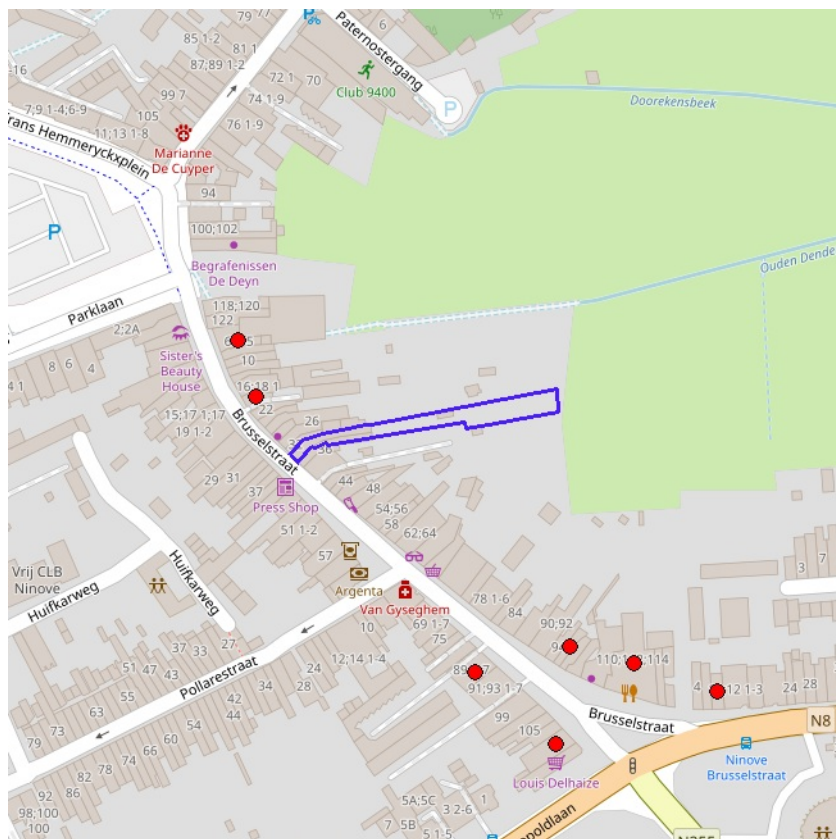 85 1-2
81 1
87;89 1-2
-16
99 7
72 1
70
Paternostergang
Club 9400
P
Doorekensbeek
7;9 1-4;6-9
105
74 1-9
11;13 1-8
76 1-9
rans Hemmeryckxplein
Marianne
De Cuyper
94
100;102
P
Begrafenissen
De Deyn
Ouden Dende
Parklaan
118;120
122
2;2A
10
Sister's
Beauty
House
4 1
8 6 4
16;18 1
22
15;17 1;17
19 1-2
26
Brusselstraat
36
29 31
44
48
37
Press Shop
54;56
58
51 1-2
62;64
57
Vrij CLB
Ninove
Huifkarweg
Argenta
Van Gyseghem
3 7
Huifkarweg
10
69 1-7
75
78 1-6
84
90;92
27
37 33
12;14 1-4
110;
;114
51 47 43
Pollarestraat
24
28
34
91;93 1-7
4
12 1-3
24 28
63 55
42
44
99
79 73
54
60
66
74
105
Brusselstraat
N8
82
78
Louis Delhaize
Ninove
Brusselstraat
92
98;100
102
86
5A;5C
3 2-6
1
7
5B
5 1-5
opoldlaan
N255